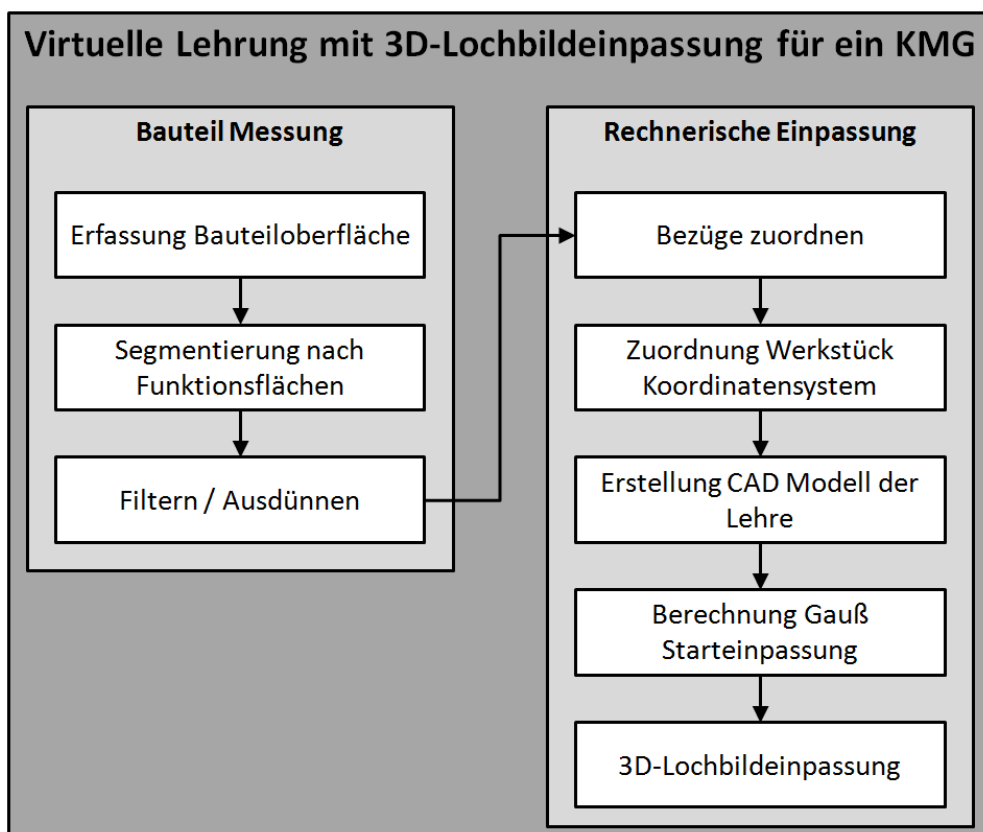 Virtuelle Lehrung mit 3D-Lochbildeinpassung für ein KMG
Bauteil Messung
Erfassung Bauteiloberfläche
Segmentierung nach
Funktionsflächen
Filtern / Ausdünnen
Rechnerische Einpassung
Bezüge zuordnen
Zuordnung Werkstück
Koordinatensystem
Erstellung CAD Modell der
Lehre
Berechnung Gauß
Starteinpassung
3D-Lochbildeinpassung